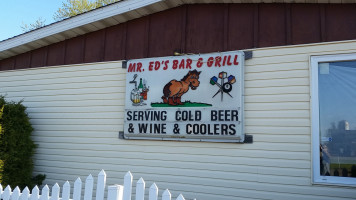 MR. ED'S BAR & GRILL
SERVING COLD BEER
& WINE & COOLERS